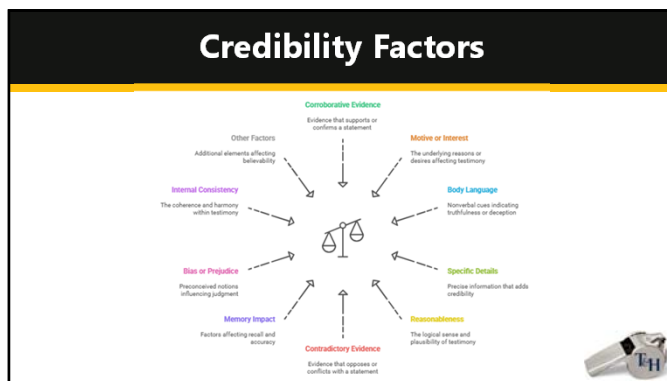 Credibility Factors
Corroborative Evidence
Evidence that supports or
confirms a statement
Other Factors
Additional elements affecting
believability
Motive or Interest
The underlying reasons or
desires affecting testimony
Internal Consistency
The coherence and harmony
within testimony
Body Language
Nonverbal cues indicating
truthfulness or deception
Bias or Prejudice
Preconceived notions
influencing judgment
Specific Details
Precise information that adds
credibility
Memory Impact
Factors affecting recall and
accuracy
Reasonableness
The logical sense and
plausibility of testimony
Contradictory Evidence
Evidence that opposes or
conflicts with a statement
T&H